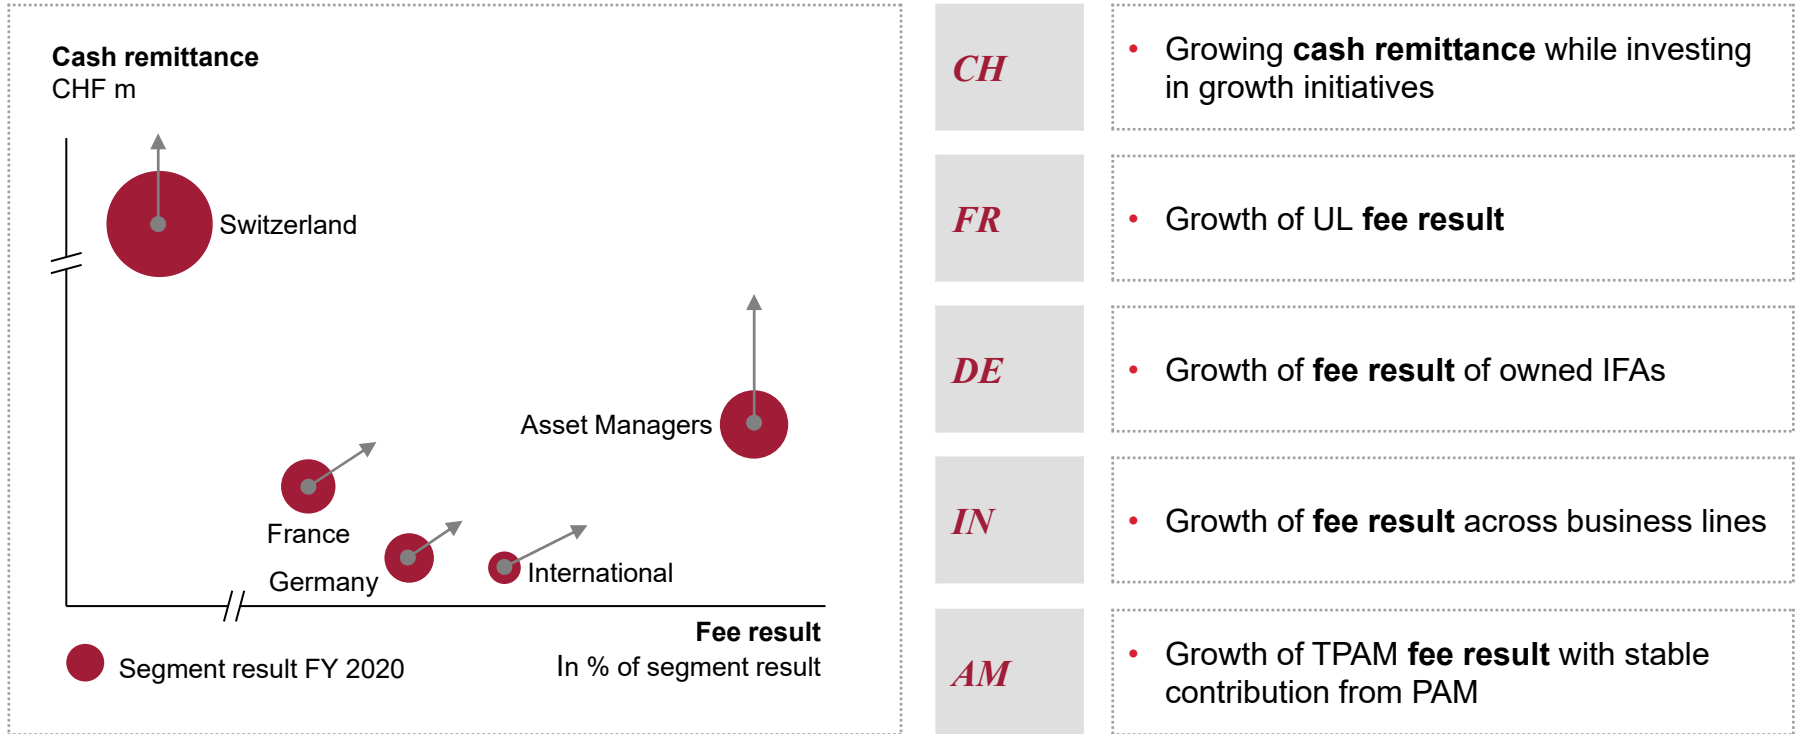 Cash remittance
CHF m
Switzerland
Asset Managers
France
Germany
International
Fee result
In % of segment result
Segment result FY 2020
CH
• Growing cash remittance while investing
in growth initiatives
FR
• Growth of UL fee result
DE
• Growth of fee result of owned IFAs
IN
• Growth of fee result across business lines
AM
• Growth of TPAM fee result with stable
contribution from PAM